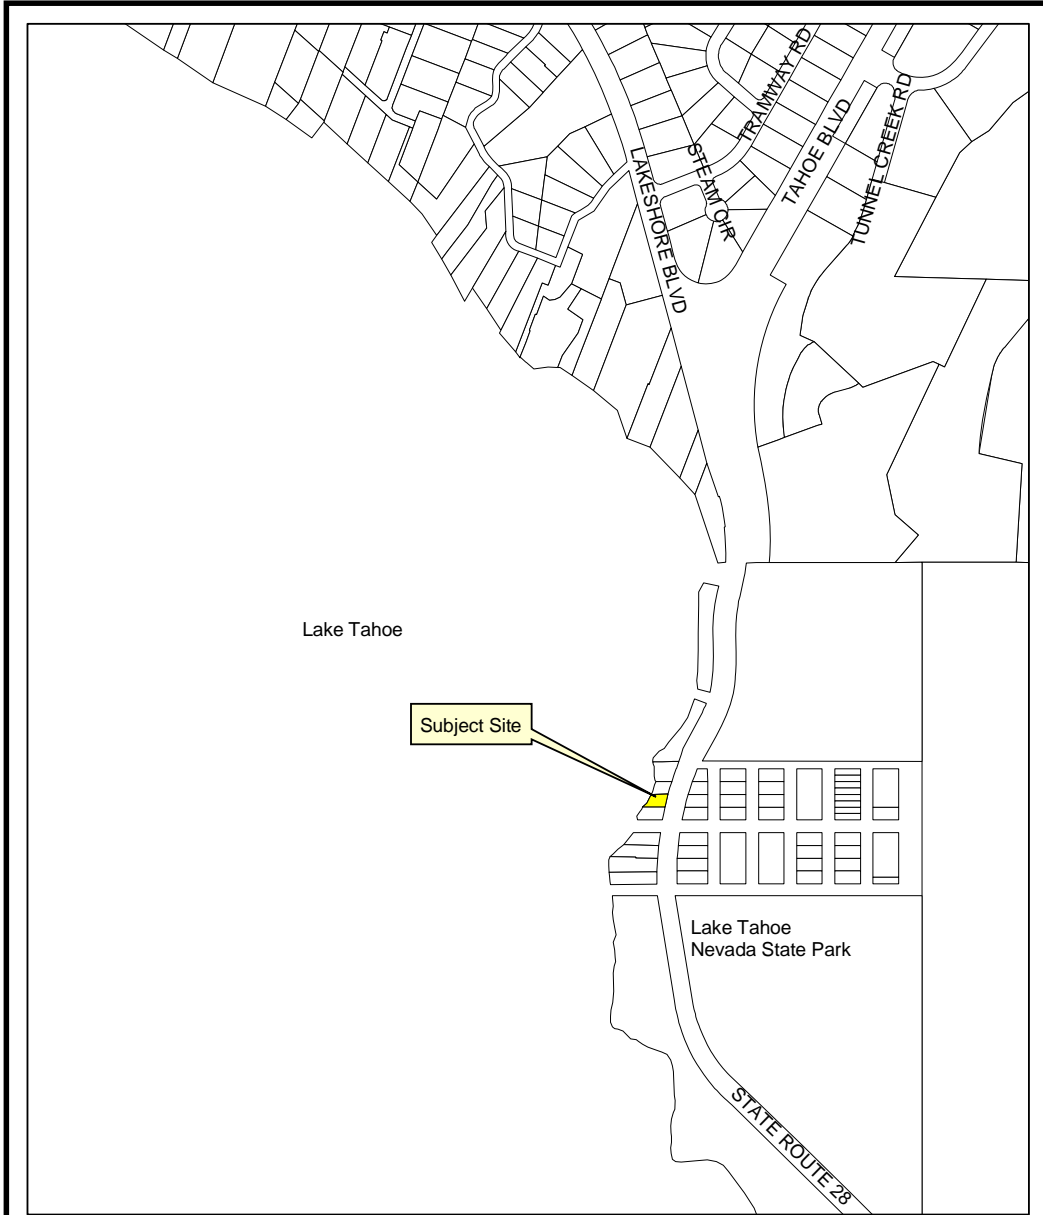 TRAMWAY RD
TAHOE BLVD
TUNNEL CREEK RD
STEAM CIR
LAKESHORE BLVD
Lake Tahoe
Subject Site
Lake Tahoe
Nevada State Park
STATE ROUTE 28